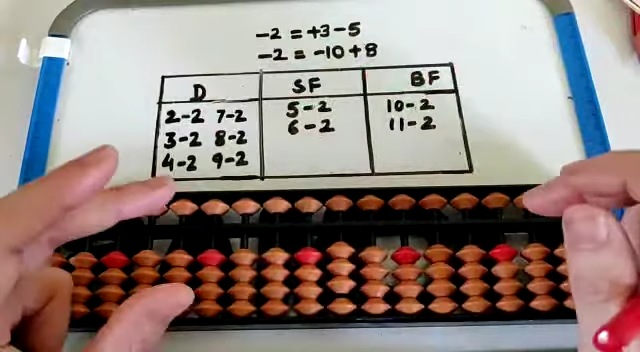 -2 = +3-5
-2 = -10+8
D SF BF
2-2 7-2 5-2 10-2
3-2 8-2 6-2 11-2
4-2 9-2